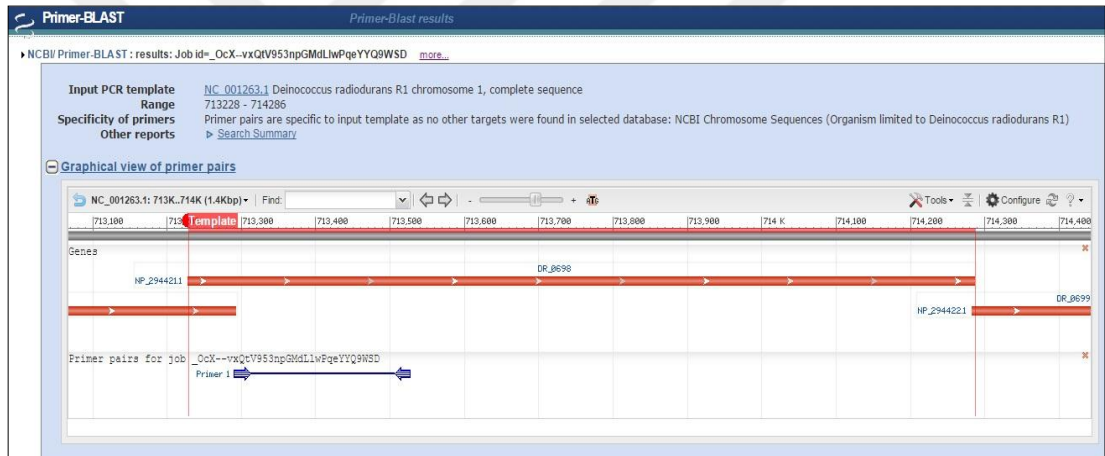 Primer-BLAST Primer-Blast results
NCBI/ Primer-BLAST : results: Job id=_OcX--vxQtV953npGMdLlwPqeYYQ9WSD more...
Input PCR template NC_001263.1 Deinococcus radiodurans R1 chromosome 1, complete sequence
Range 713228 - 714286
Specificity of primers Primer pairs are specific to input template as no other targets were found in selected database: NCBI Chromosome Sequences (Organism limited to Deinococcus radiodurans R1)
Other reports Search Summary
Graphical view of primer pairs
NC_001263.1: 713K..714K (1.4Kbp) Find: Tools Configure ?
713,100 713 Template 713,300 713,400 713,500 713,600 713,700 713,800 713,900 714 K 714,100 714,200 714,300 714,400
Genes
DR_0698
NP_294421.1
DR_0699
NP_294422.1
Primer pairs for job _OcX--vxQtV953npGMdLlwPqeYYQ9WSD
Primer 1